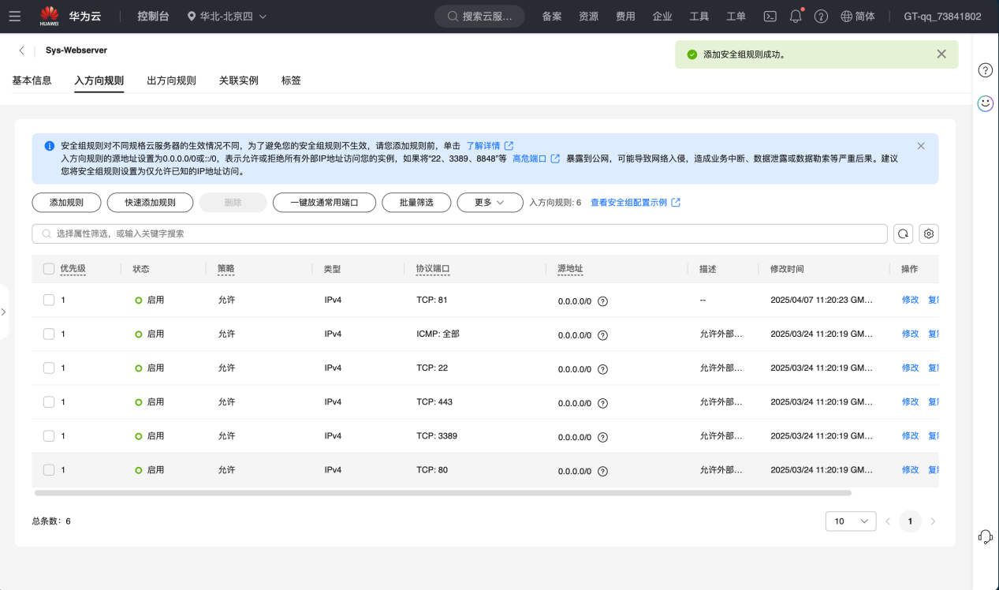 HUAWEI 华为云 控制台 华北-北京四 搜索云服... 备案 资源 费用 企业 工具 工单 简体 GT-qq_73841802
Sys-Webserver
添加安全组规则成功。
基本信息 入方向规则 出方向规则 关联实例 标签
安全组规则对不同规格云服务器的生效情况不同，为了避免您的安全组规则不生效，请您添加规则前，单击 了解详情
入方向规则的源地址设置为0.0.0.0/0或::/0，表示允许或拒绝所有外部IP地址访问您的实例，如果将“22、3389、8848”等 高危端口 暴露到公网，可能导致网络入侵，造成业务中断、数据泄露或数据勒索等严重后果。建议
您将安全组规则设置为仅允许已知的IP地址访问。
添加规则 快速添加规则 删除 一键放通常用端口 批量筛选 更多 入方向规则: 6 查看安全组配置示例
选择属性筛选，或输入关键字搜索
优先级 状态 策略 类型 协议端口 源地址 描述 修改时间 操作
1 启用 允许 IPv4 TCP: 81 0.0.0.0/0 -- 2025/04/07 11:20:23 GM... 修改
1 启用 允许 IPv4 ICMP: 全部 0.0.0.0/0 允许外部... 2025/03/24 11:20:19 GM... 修改
1 启用 允许 IPv4 TCP: 22 0.0.0.0/0 允许外部... 2025/03/24 11:20:19 GM... 修改
1 启用 允许 IPv4 TCP: 443 0.0.0.0/0 允许外部... 2025/03/24 11:20:19 GM... 修改
1 启用 允许 IPv4 TCP: 3389 0.0.0.0/0 允许外部... 2025/03/24 11:20:19 GM... 修改
1 启用 允许 IPv4 TCP: 80 0.0.0.0/0 允许外部... 2025/03/24 11:20:19 GM... 修改
总条数: 6 10 1